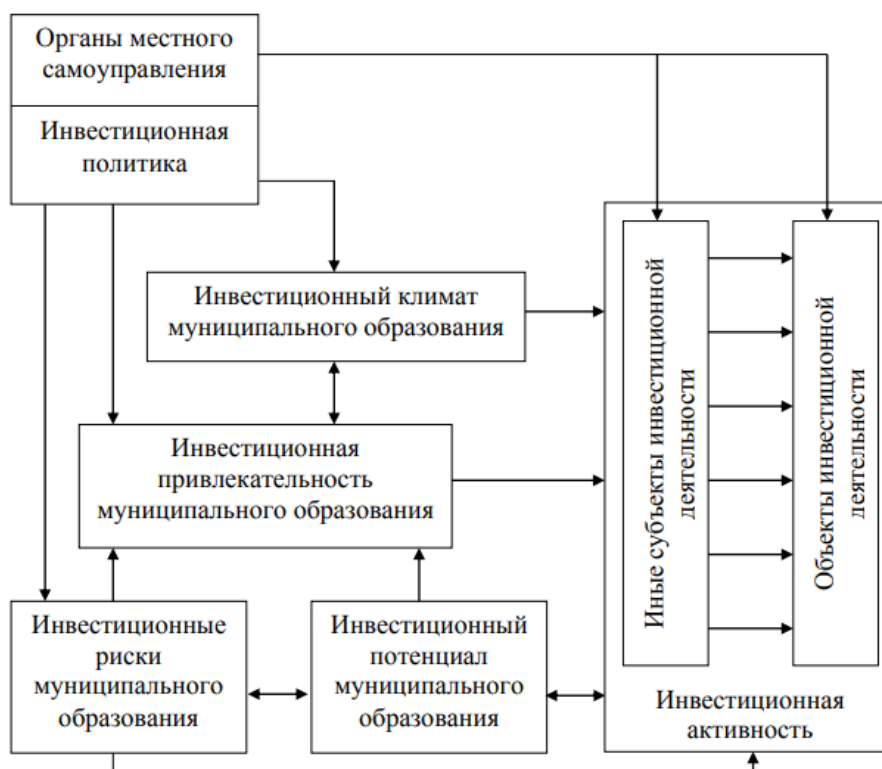 Органы местного
самоуправления
Инвестиционная
политика
Инвестиционный климат
муниципального образования
Инвестиционная
привлекательность
муниципального образования
Инвестиционные
риски
муниципального
образования
Инвестиционный
потенциал
муниципального
образования
Иные субъекты инвестиционной
деятельности
Объекты инвестиционной
деятельности
Инвестиционная
активность